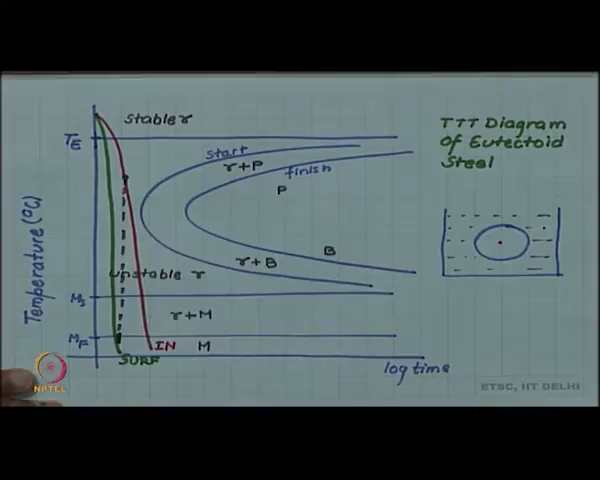 stable r
TE
start
r+P
finish
P
TTT Diagram
of Eutectoid
Steel
Temperature (°C)
B
r+B
unstable r
MS
r+M
MF
IN
M
SURF
log time
NPTEL
ETSC, IIT DELHI